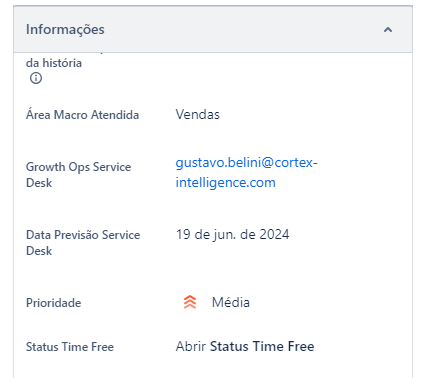 Informações
da história
Área Macro Atendida
Vendas
Growth Ops Service
Desk
gustavo.belini@cortex-
intelligence.com
Data Previsão Service
Desk
19 de jun. de 2024
Prioridade
Média
Status Time Free
Abrir Status Time Free